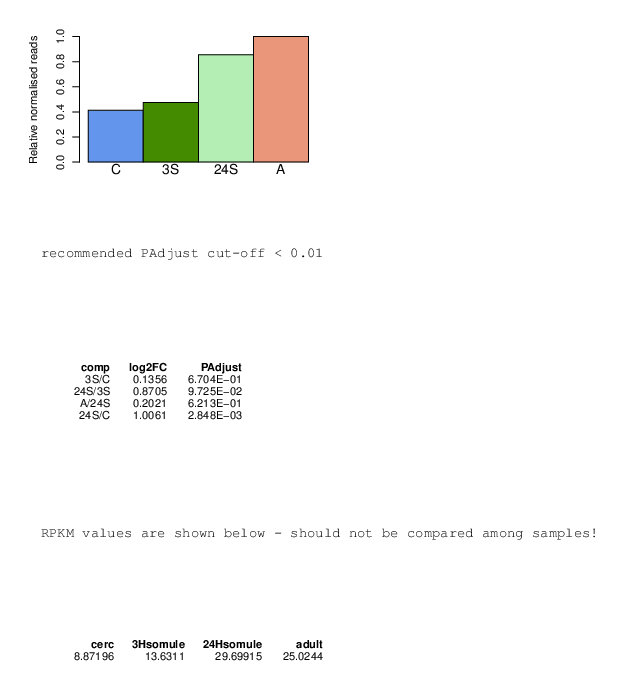 Relative normalised reads
1.0
0.8
0.6
0.4
0.2
0.0
C 3S 24S A
recommended PAdjust cut-off < 0.01
comp log2FC PAdjust
3S/C 0.1356 6.704E−01
24S/3S 0.8705 9.725E−02
A/24S 0.2021 6.213E−01
24S/C 1.0061 2.848E−03
RPKM values are shown below - should not be compared among samples!
cerc 3Hsomule 24Hsomule adult
8.87196 13.6311 29.69915 25.0244